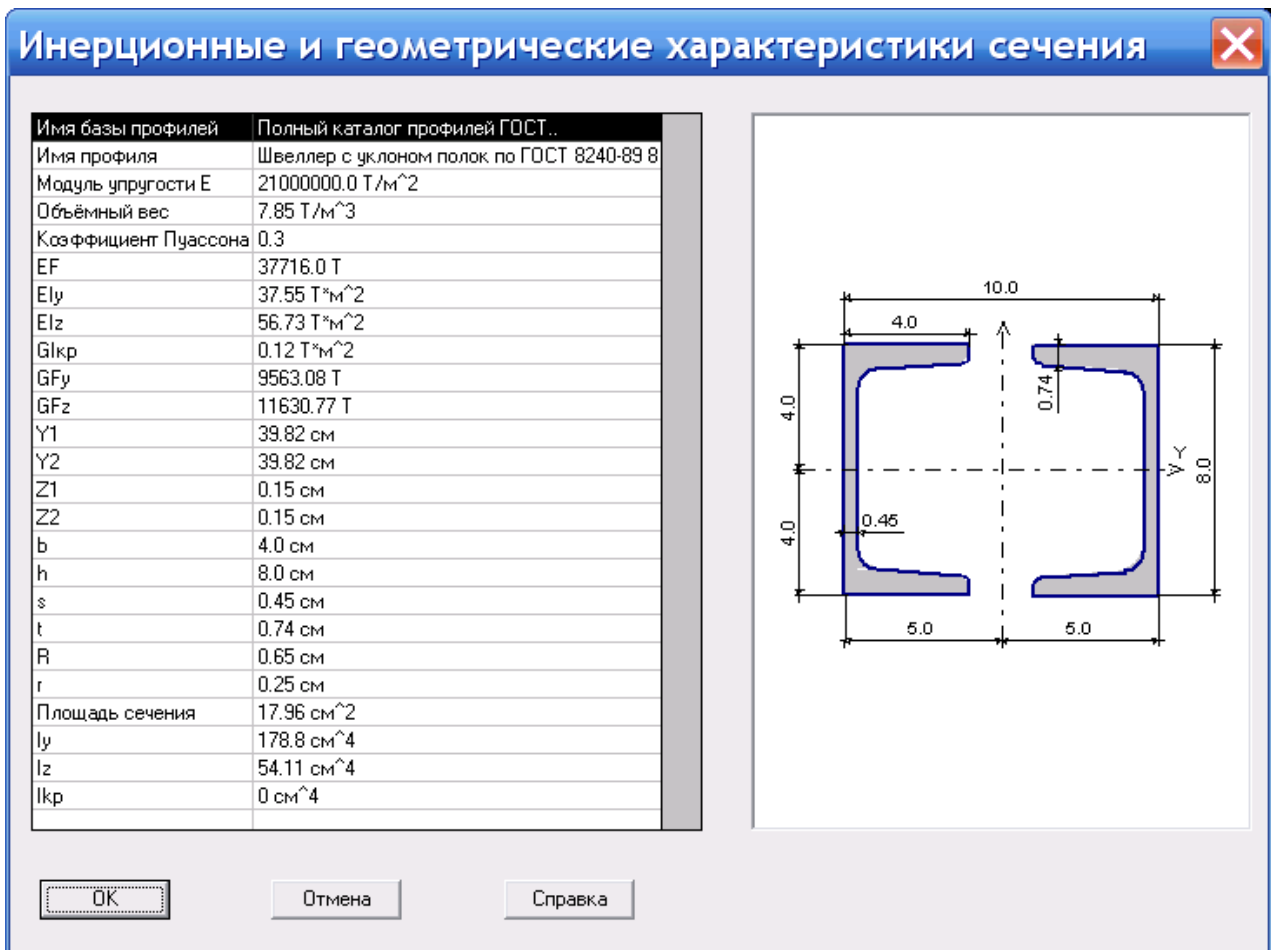 Инерционные и геометрические характеристики сечения
Имя базы профилей Полный каталог профилей ГОСТ..
Имя профиля Швеллер с уклоном полок по ГОСТ 8240-89 8
Модуль упругости E 21000000.0 Т/м^2
Объёмный вес 7.85 Т/м^3
Коэффициент Пуассона 0.3
EF 37716.0 Т
EIy 37.55 Т*м^2
EIz 56.73 Т*м^2
GIкр 0.12 Т*м^2
GFy 9563.08 Т
GFz 11630.77 Т
Y1 39.82 см
Y2 39.82 см
Z1 0.15 см
Z2 0.15 см
b 4.0 см
h 8.0 см
s 0.45 см
t 0.74 см
R 0.65 см
r 0.25 см
Площадь сечения 17.96 см^2
Iy 178.8 см^4
Iz 54.11 см^4
Iкр 0 см^4
10.0
4.0
0.74
4.0
Y
8.0
0.45
4.0
5.0 5.0
OK Отмена Справка